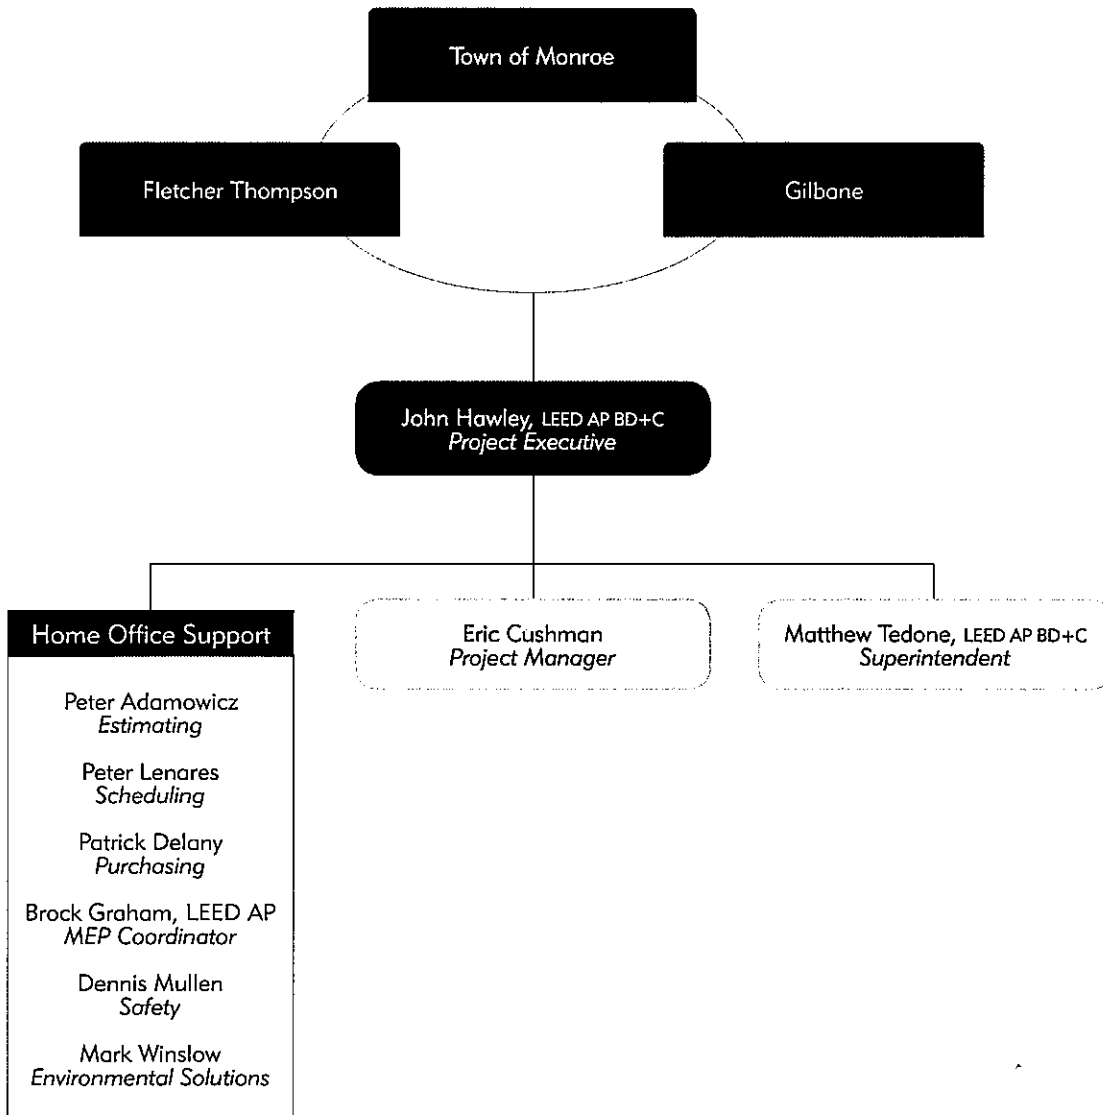 Town of Monroe
Fletcher Thompson
Gilbane
John Hawley, LEED AP BD+C
Project Executive
Home Office Support
Peter Adamowicz
Estimating
Peter Lenares
Scheduling
Patrick Delany
Purchasing
Brock Graham, LEED AP
MEP Coordinator
Dennis Mullen
Safety
Mark Winslow
Environmental Solutions
Eric Cushman
Project Manager
Matthew Tedone, LEED AP BD+C
Superintendent